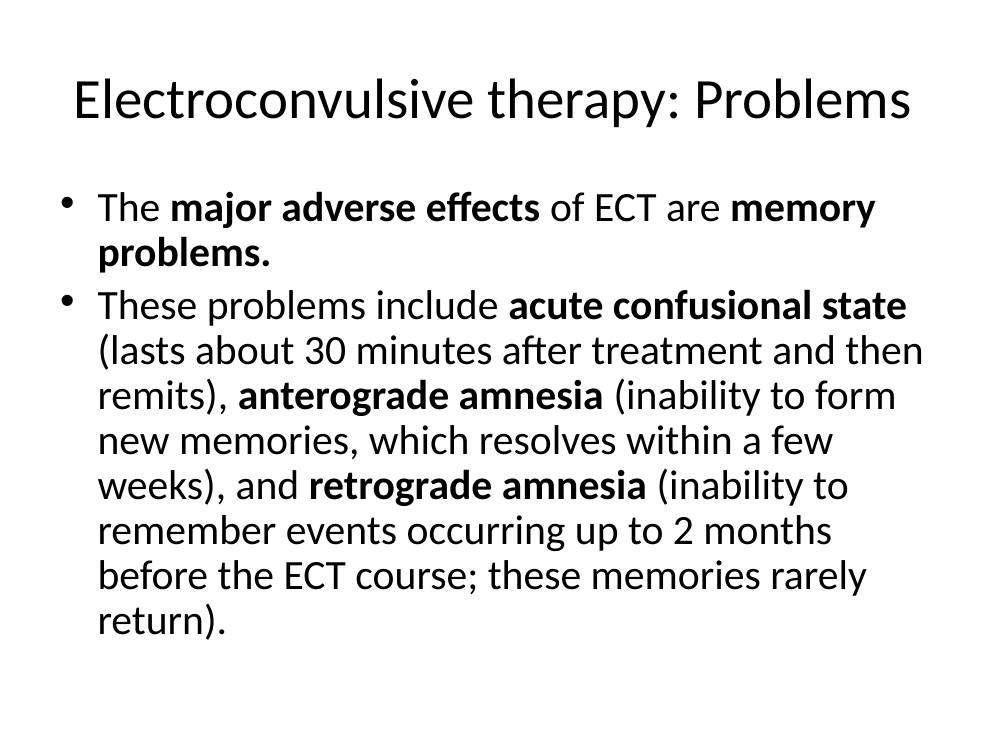 Electroconvulsive therapy: Problems
• The major adverse effects of ECT are memory
problems.
• These problems include acute confusional state
(lasts about 30 minutes after treatment and then
remits), anterograde amnesia (inability to form
new memories, which resolves within a few
weeks), and retrograde amnesia (inability to
remember events occurring up to 2 months
before the ECT course; these memories rarely
return).